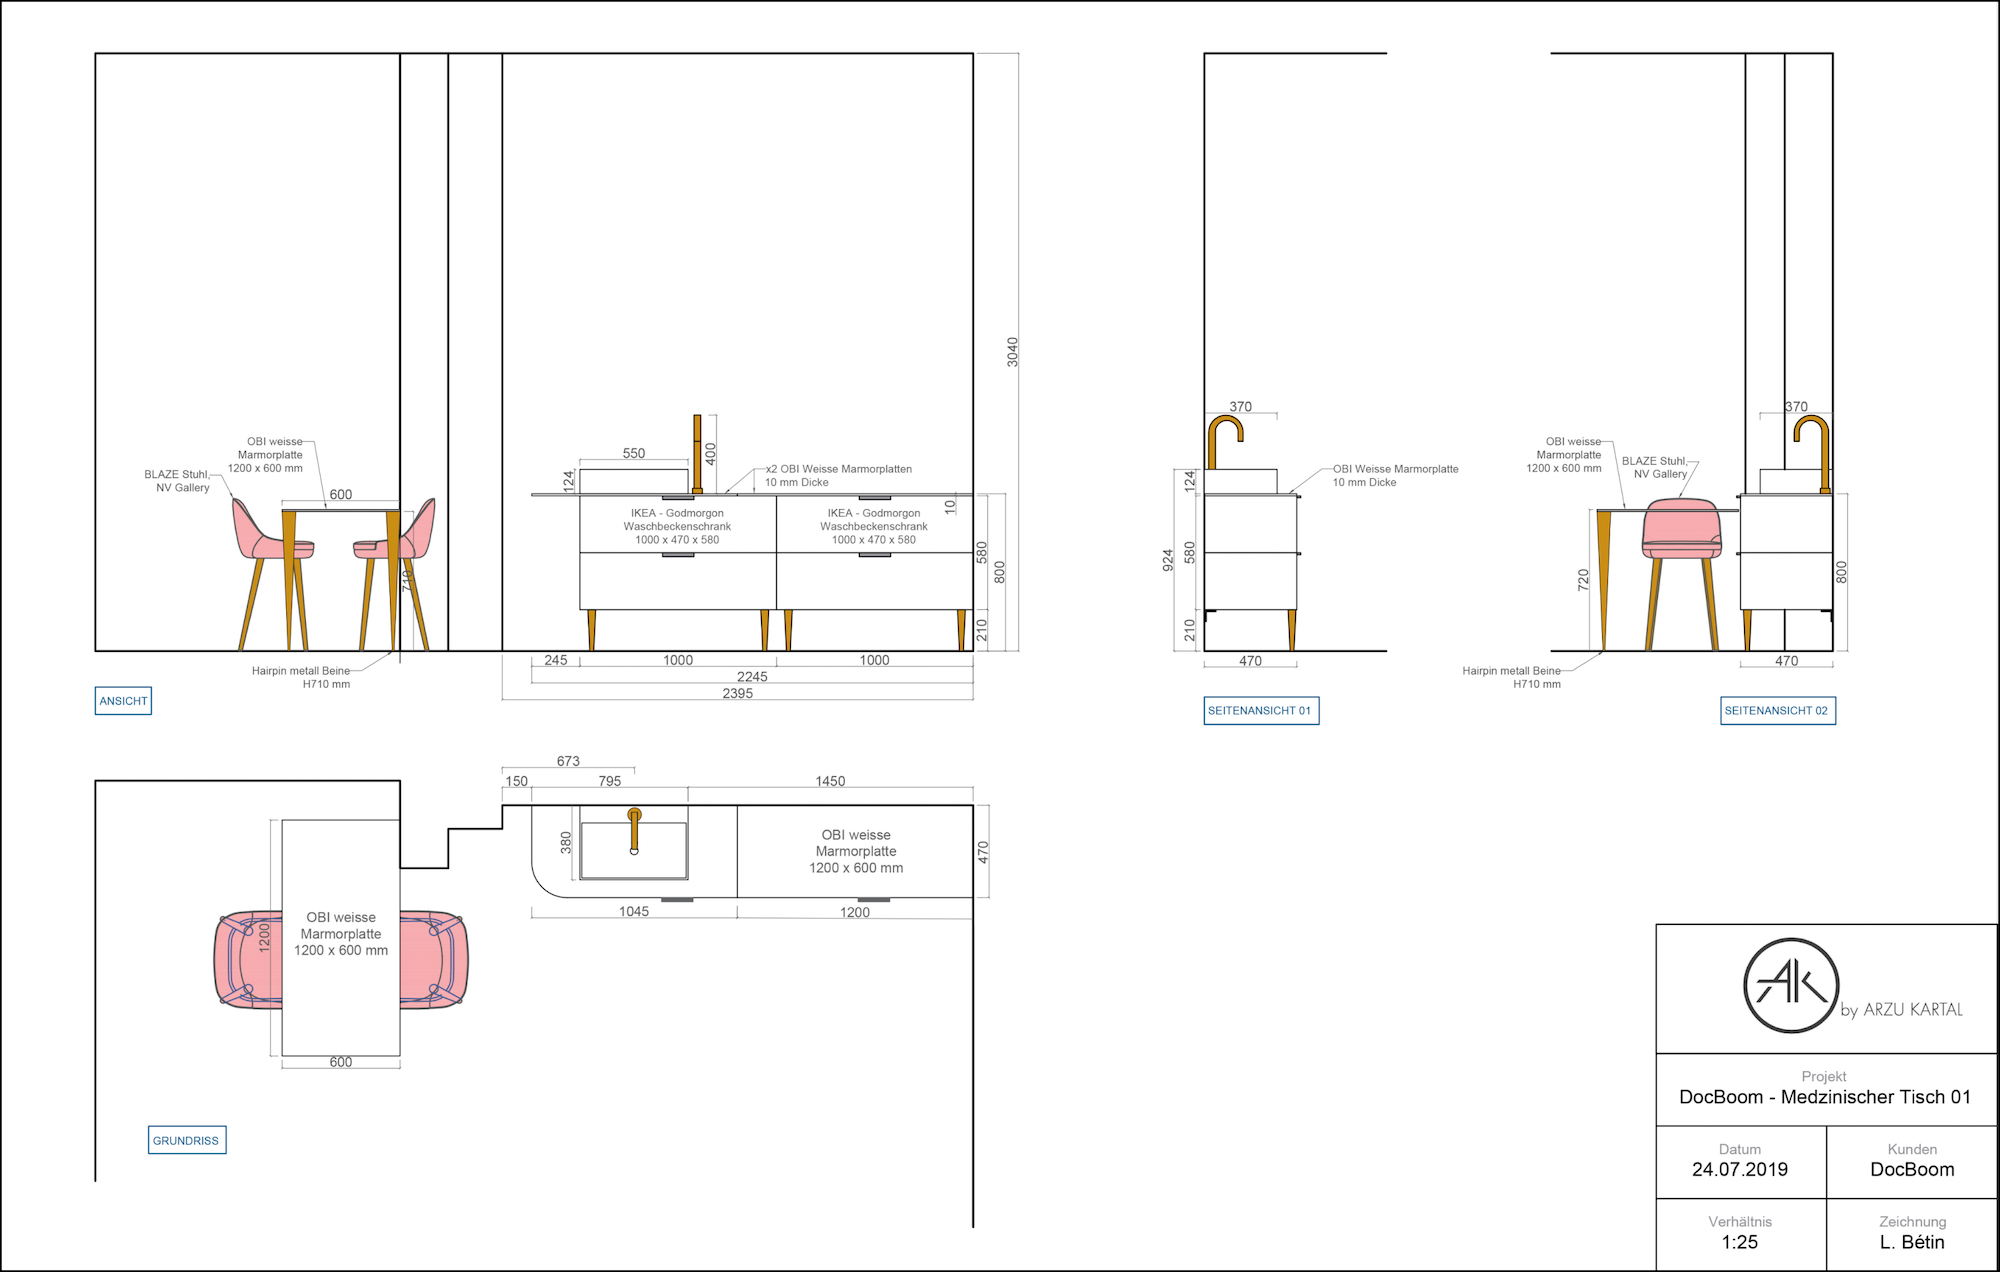 3040
OBI weisse
Marmorplatte
1200 x 600 mm
BLAZE Stuhl,
NV Gallery
600
710
Hairpin metall Beine
H710 mm
550
124
400
x2 OBI Weisse Marmorplatten
10 mm Dicke
10
IKEA - Godmorgon
Waschbeckenschrank
1000 x 470 x 580
IKEA - Godmorgon
Waschbeckenschrank
1000 x 470 x 580
580
800
210
245
1000
1000
2245
2395
ANSICHT
370
124
OBI Weisse Marmorplatte
10 mm Dicke
924
580
210
470
SEITENANSICHT 01
370
OBI weisse
Marmorplatte
1200 x 600 mm
BLAZE Stuhl,
NV Gallery
720
800
Hairpin metall Beine
H710 mm
470
SEITENANSICHT 02
673
150
795
1450
380
OBI weisse
Marmorplatte
1200 x 600 mm
470
1045
1200
1200
OBI weisse
Marmorplatte
1200 x 600 mm
600
GRUNDRISS
AK
by ARZU KARTAL
Projekt
DocBoom - Medzinischer Tisch 01
Datum
24.07.2019
Kunden
DocBoom
Verhältnis
1:25
Zeichnung
L. Bétin